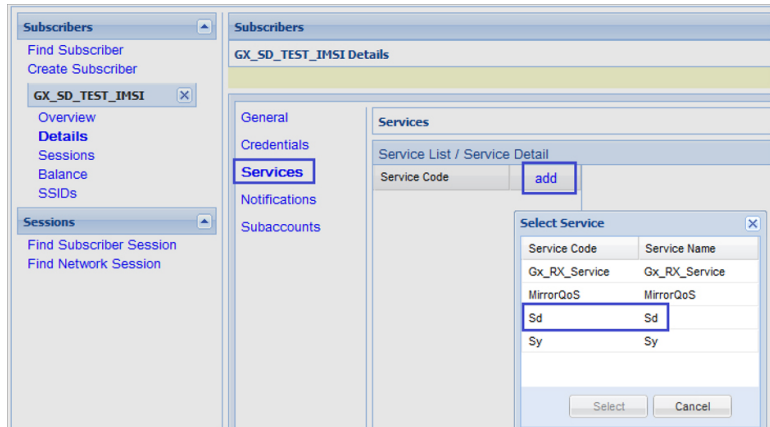 Subscribers
Find Subscriber
Create Subscriber
GX_SD_TEST_IMSI
Overview
Details
Sessions
Balance
SSIDs
Sessions
Find Subscriber Session
Find Network Session
Subscribers
GX_SD_TEST_IMSI Details
General
Credentials
Services
Notifications
Subaccounts
Services
Service List / Service Detail
Service Code add
Select Service
Service Code Service Name
Gx_RX_Service Gx_RX_Service
MirrorQoS MirrorQoS
Sd Sd
Sy Sy
Select Cancel